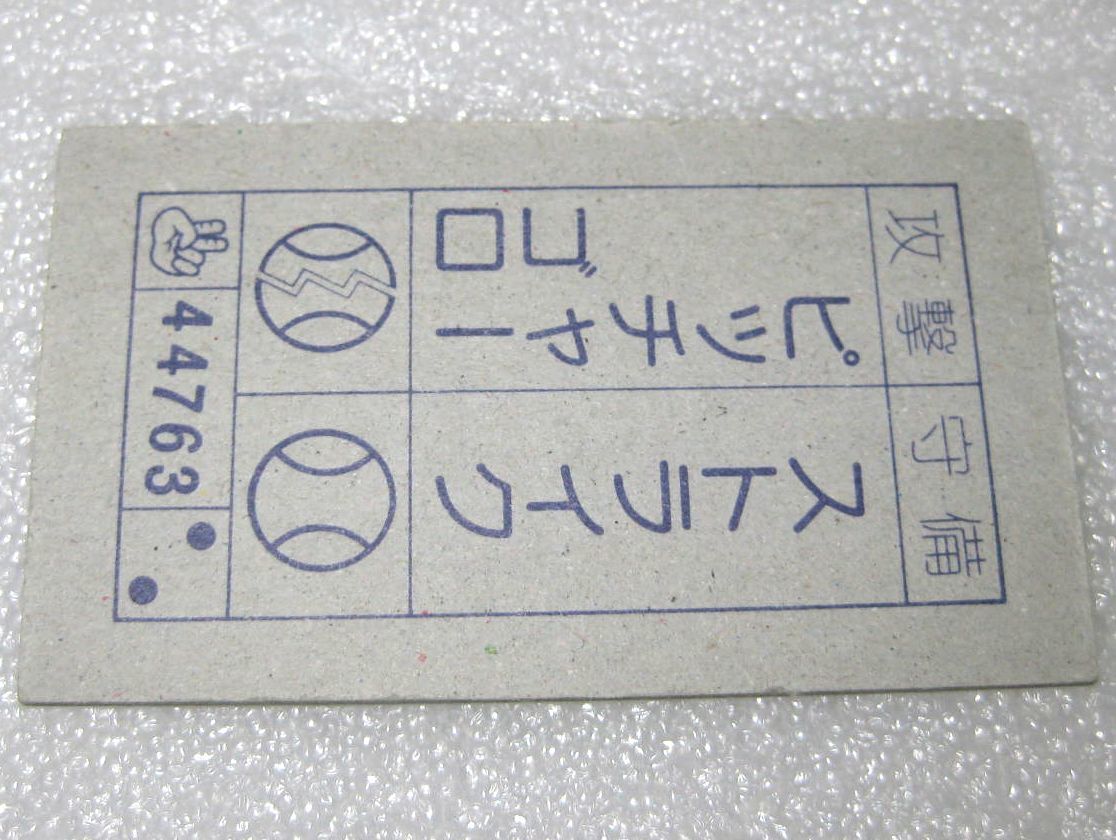 攻撃 守備
ピッチャー
ゴロ
ストライク
44763